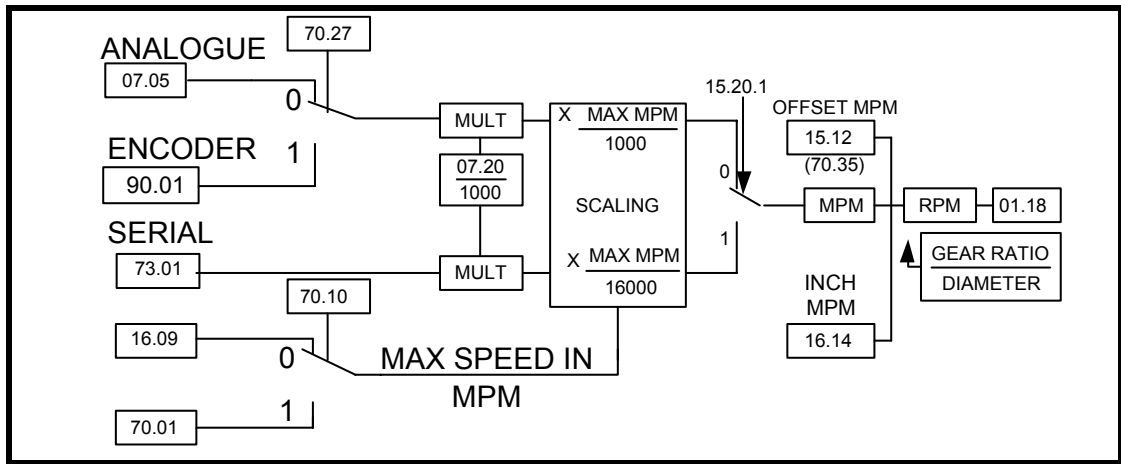 ANALOGUE
70.27
07.05
0
ENCODER
1
90.01
SERIAL
73.01
70.10
16.09
0
1
70.01
MAX SPEED IN
MPM
MULT
07.20
1000
MULT
X MAX MPM
1000
SCALING
X MAX MPM
16000
15.20.1
0
1
OFFSET MPM
15.12
(70.35)
MPM
RPM
01.18
GEAR RATIO
DIAMETER
INCH
MPM
16.14